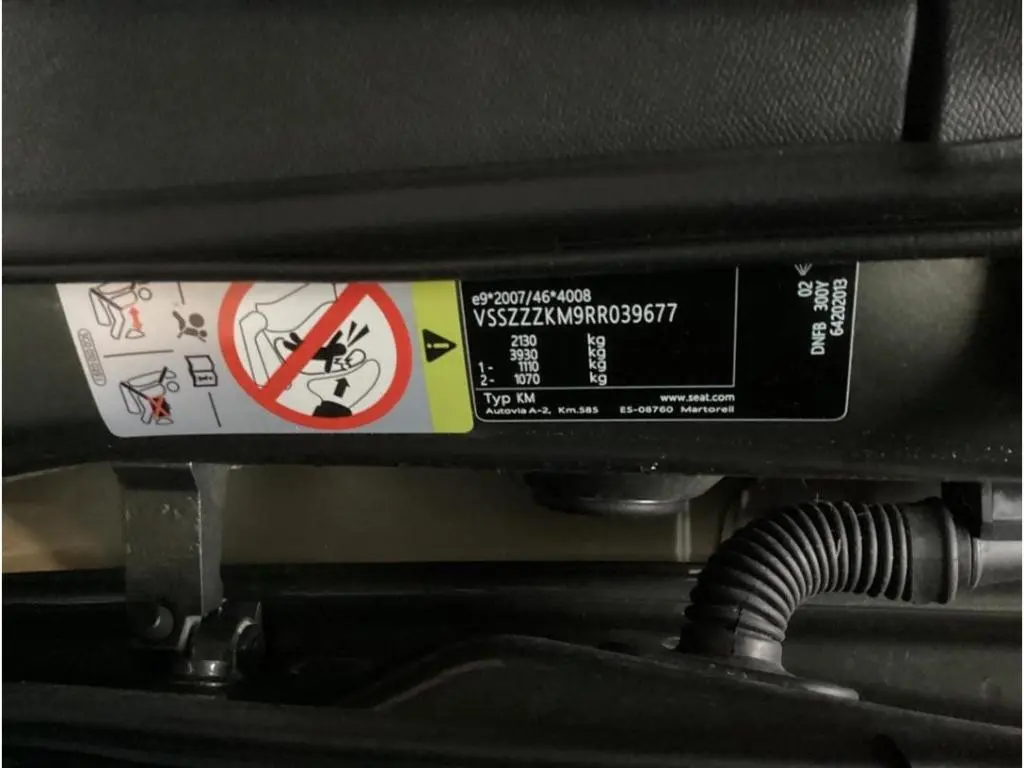 e9*2007/46*4008
VSSZZZKM9RR039677
2130 kg
3930 kg
1- 1110 kg
2- 1070 kg
Typ KM www.seat.com
Autovia A-2, Km.585 ES-08760 Martorell
02
DNFB 300Y
64202013